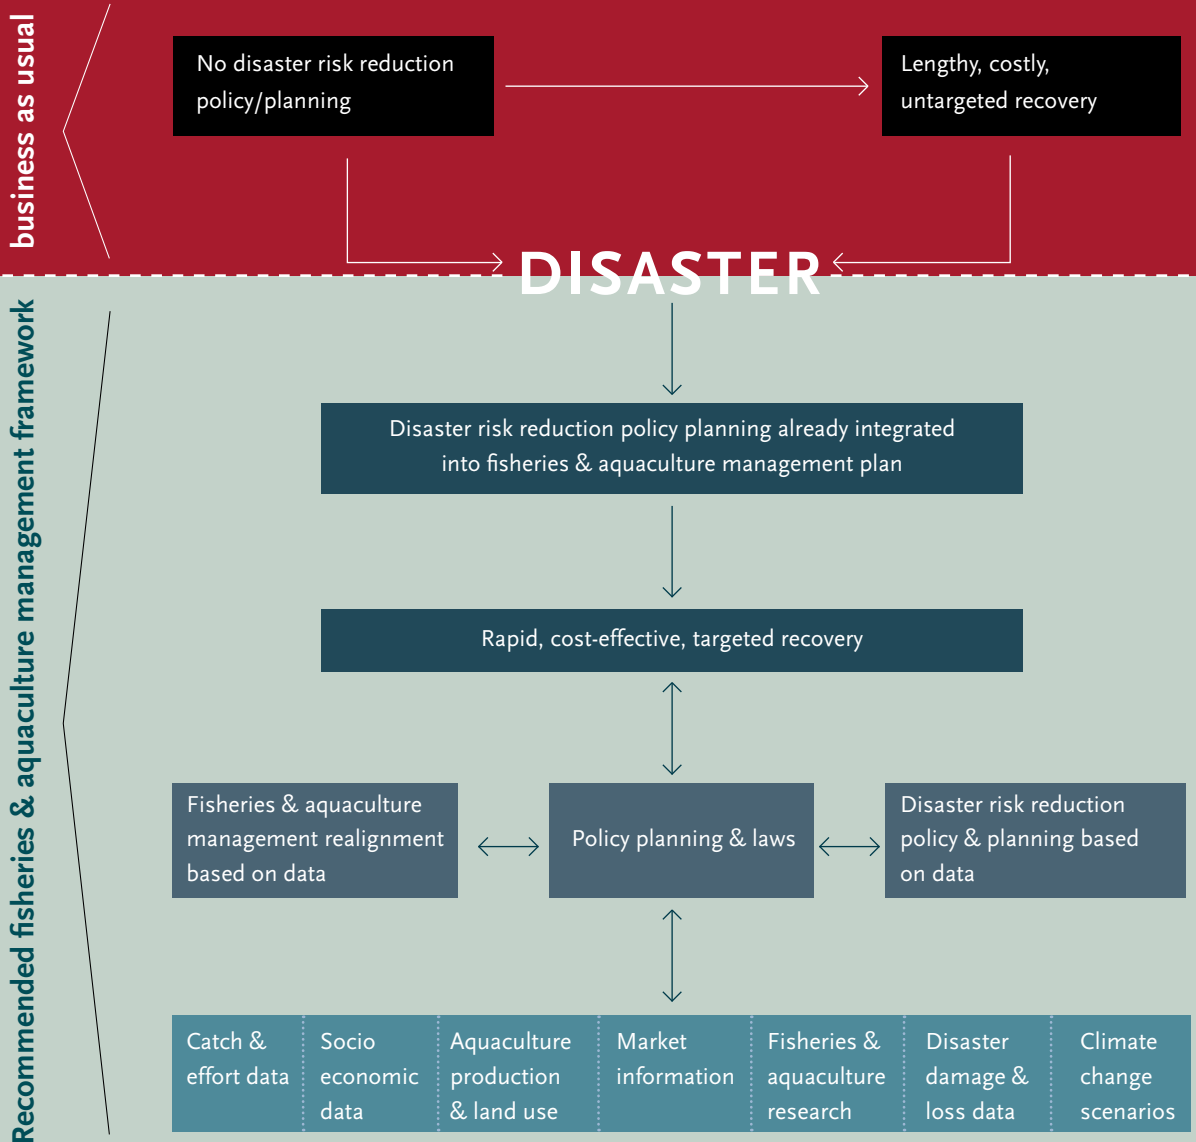 business as usual
No disaster risk reduction
policy/planning
Lengthy, costly,
untargeted recovery
DISASTER
Recommended fisheries & aquaculture management framework
Disaster risk reduction policy planning already integrated
into fisheries & aquaculture management plan
Rapid, cost-effective, targeted recovery
Fisheries & aquaculture
management realignment
based on data
Policy planning & laws
Disaster risk reduction
policy & planning based
on data
Catch &
effort data
Socio
economic
data
Aquaculture
production
& land use
Market
information
Fisheries &
aquaculture
research
Disaster
damage &
loss data
Climate
change
scenarios